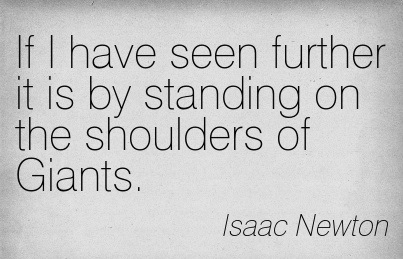 If I have seen further
it is by standing on
the shoulders of
Giants.
Isaac Newton